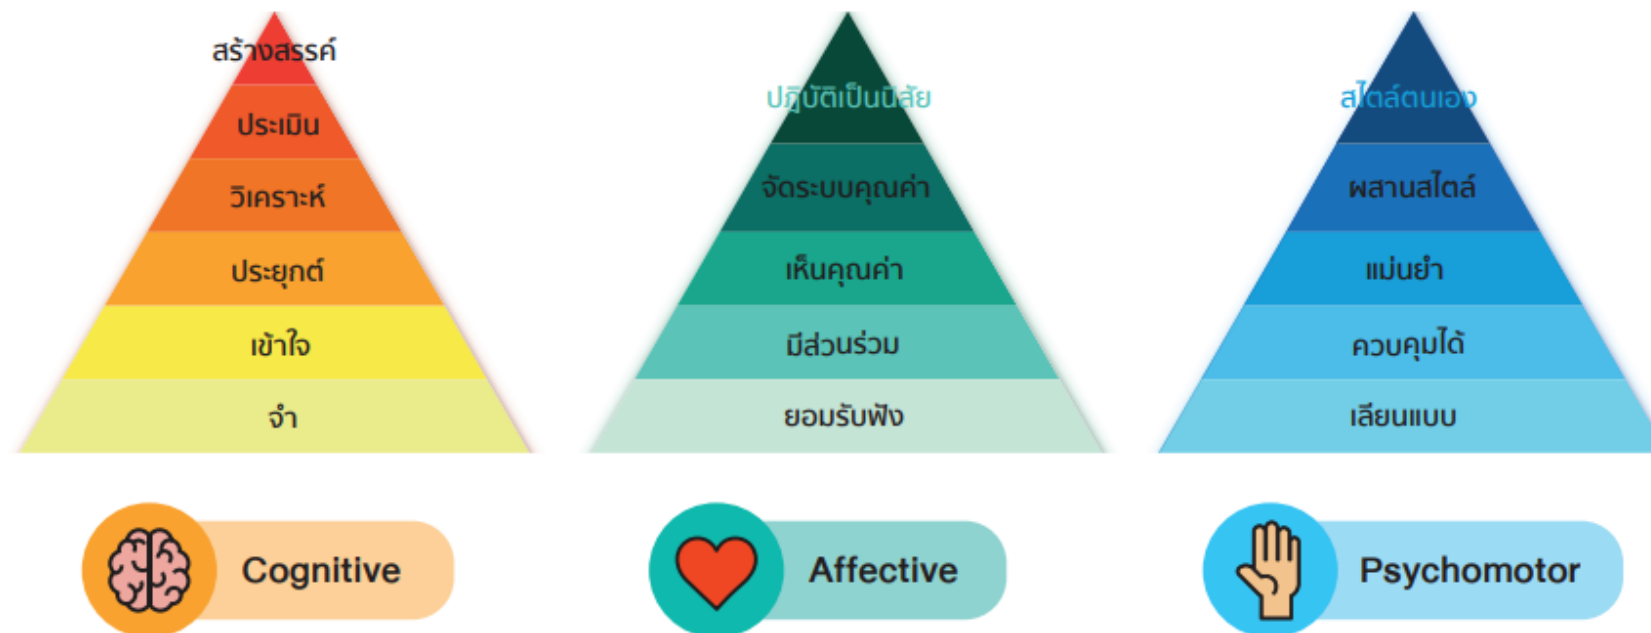 สร้างสรรค์
ประเมิน
วิเคราะห์
ประยุกต์
เข้าใจ
จำ
Cognitive
ปฏิบัติเป็นนิสัย
จัดระบบคุณค่า
เห็นคุณค่า
มีส่วนร่วม
ยอมรับฟัง
Affective
สไตล์ตนเอง
ผสานสไตล์
แม่นยำ
ควบคุมได้
เลียนแบบ
Psychomotor